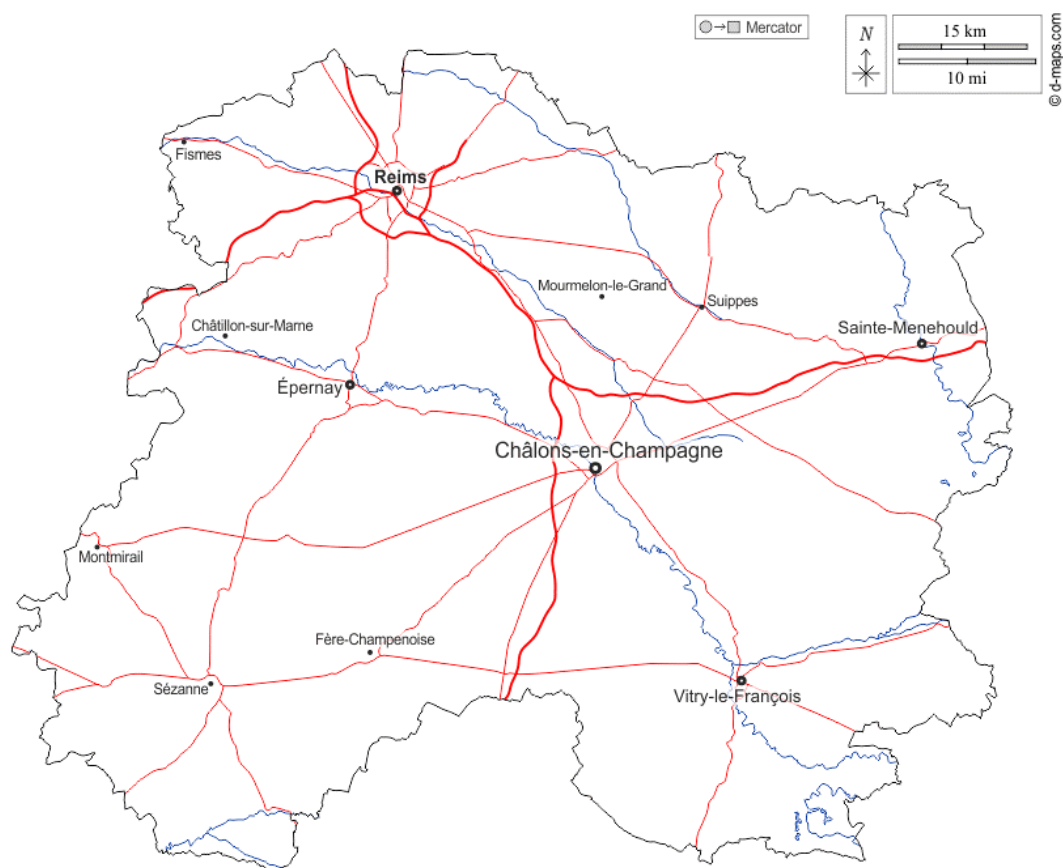 Mercator
N
15 km
10 mi
© d-maps.com
Fismes
Reims
Mourmelon-le-Grand
Suippes
Châtillon-sur-Marne
Sainte-Menehould
Épernay
Châlons-en-Champagne
Montmirail
Fère-Champenoise
Sézanne
Vitry-le-François